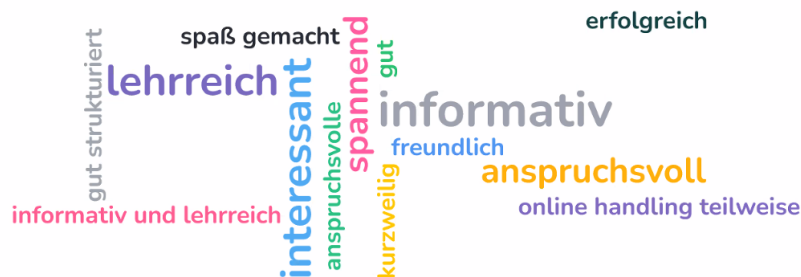 erfolgreich
spaß gemacht
gut strukturiert
lehrreich
interessant
spannend
gut
informativ
anspruchsvolle
freundlich
anspruchsvoll
kurzweilig
informativ und lehrreich
online handling teilweise